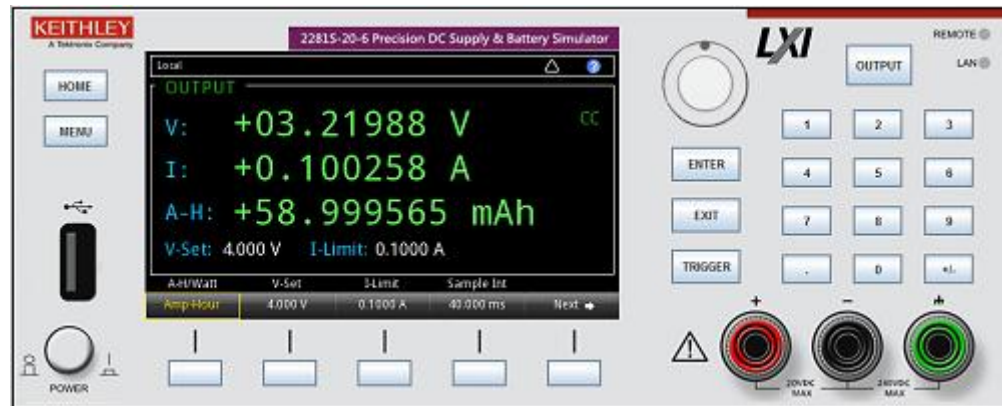 KEITHLEY
A Tektronix Company
2281S-20-6 Precision DC Supply & Battery Simulator
LXI
REMOTE
LAN
HOME
MENU
OUTPUT
Local
?
OUTPUT
V: +03.21988 V
CC
I: +0.100258 A
A-H: +58.999565 mAh
V-Set: 4.000 V I-Limit: 0.1000 A
A-H/Watt V-Set I-Limit Sample Int
Amp-Hour 4.000 V 0.1000 A 40.000 ms Next
1 2 3
ENTER
4 5 6
EXIT
7 8 9
TRIGGER
. 0 +/-
+ −
POWER
20VDC MAX
240VDC MAX